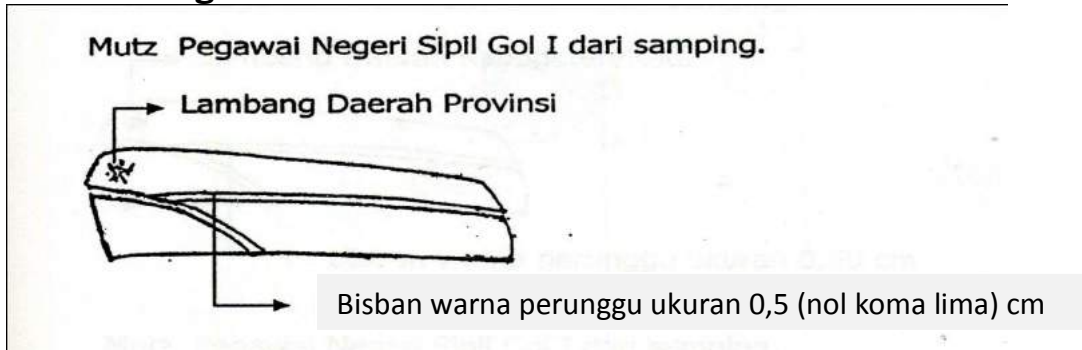 Mutz Pegawai Negeri Sipil Gol I dari samping.
Lambang Daerah Provinsi
Bisban warna perunggu ukuran 0,5 (nol koma lima) cm